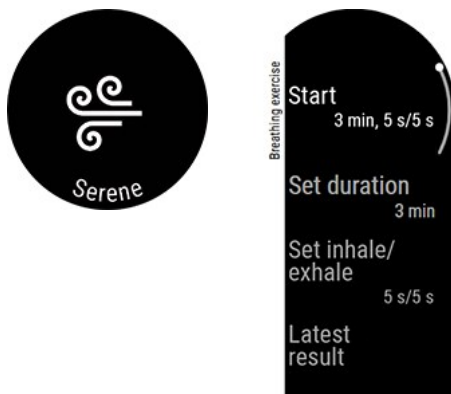 Serene
Breathing exercise
Start
3 min, 5 s/5 s
Set duration
3 min
Set inhale/
exhale
5 s/5 s
Latest
result